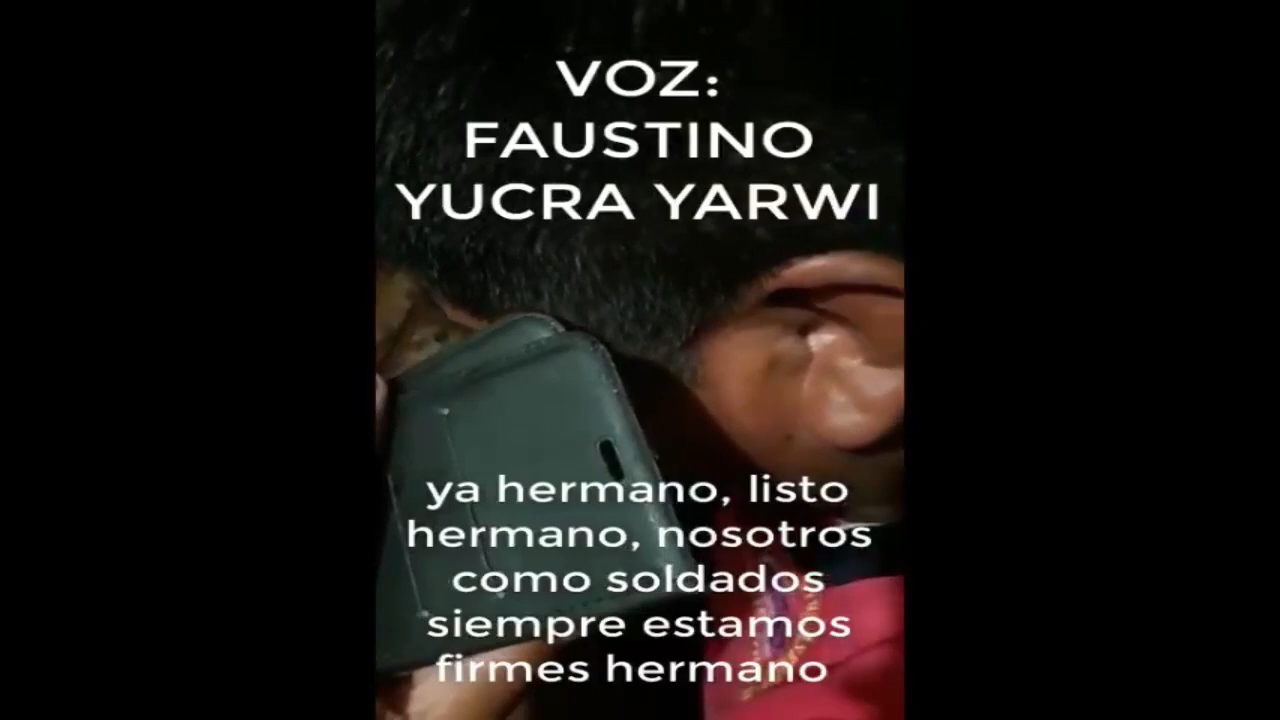 VOZ:
FAUSTINO
YUCRA YARWI
ya hermano, listo
hermano, nosotros
como soldados
siempre estamos
firmes hermano